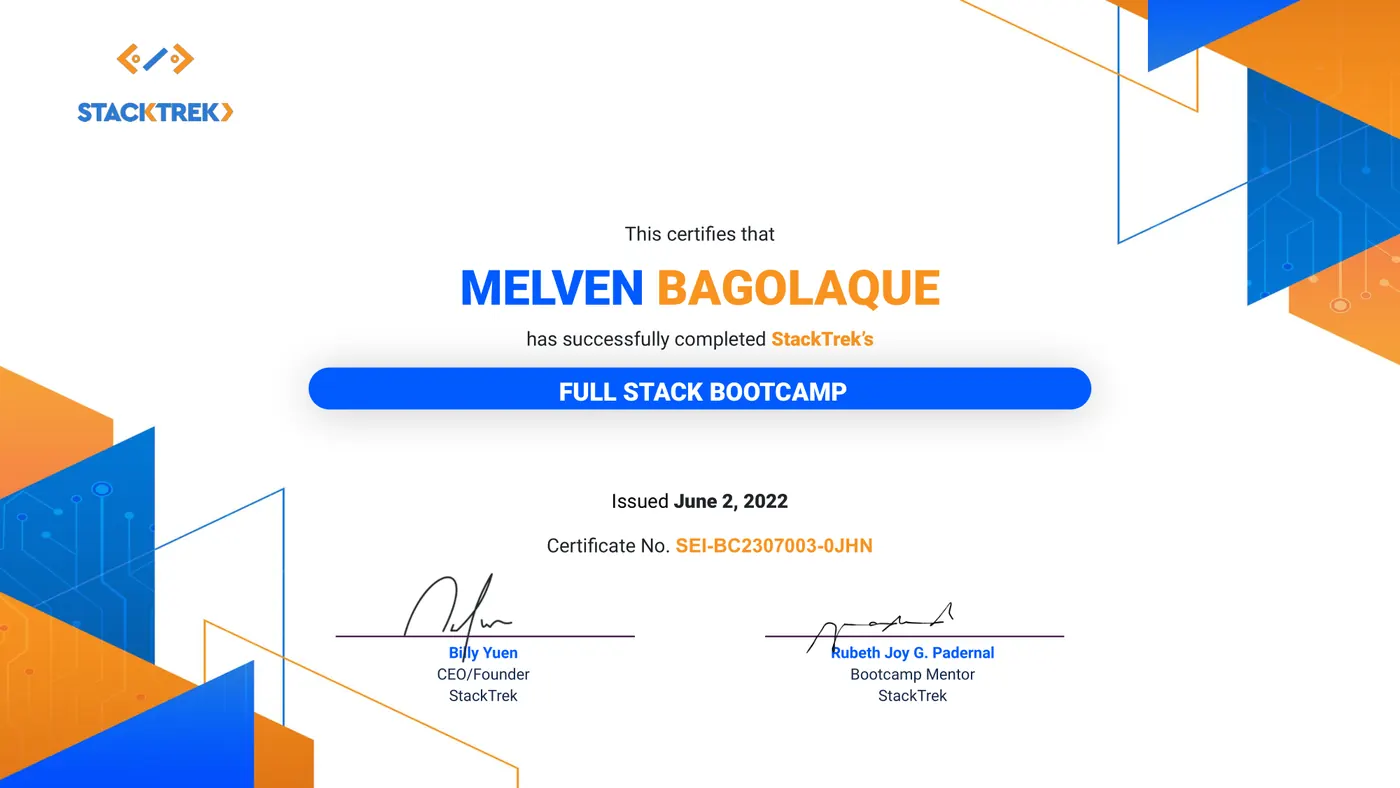 STACKTREK
This certifies that
MELVEN BAGOLAQUE
has successfully completed StackTrek’s
FULL STACK BOOTCAMP
Issued June 2, 2022
Certificate No. SEI-BC2307003-0JHN
Billy Yuen
CEO/Founder
StackTrek
Rubeth Joy G. Padernal
Bootcamp Mentor
StackTrek